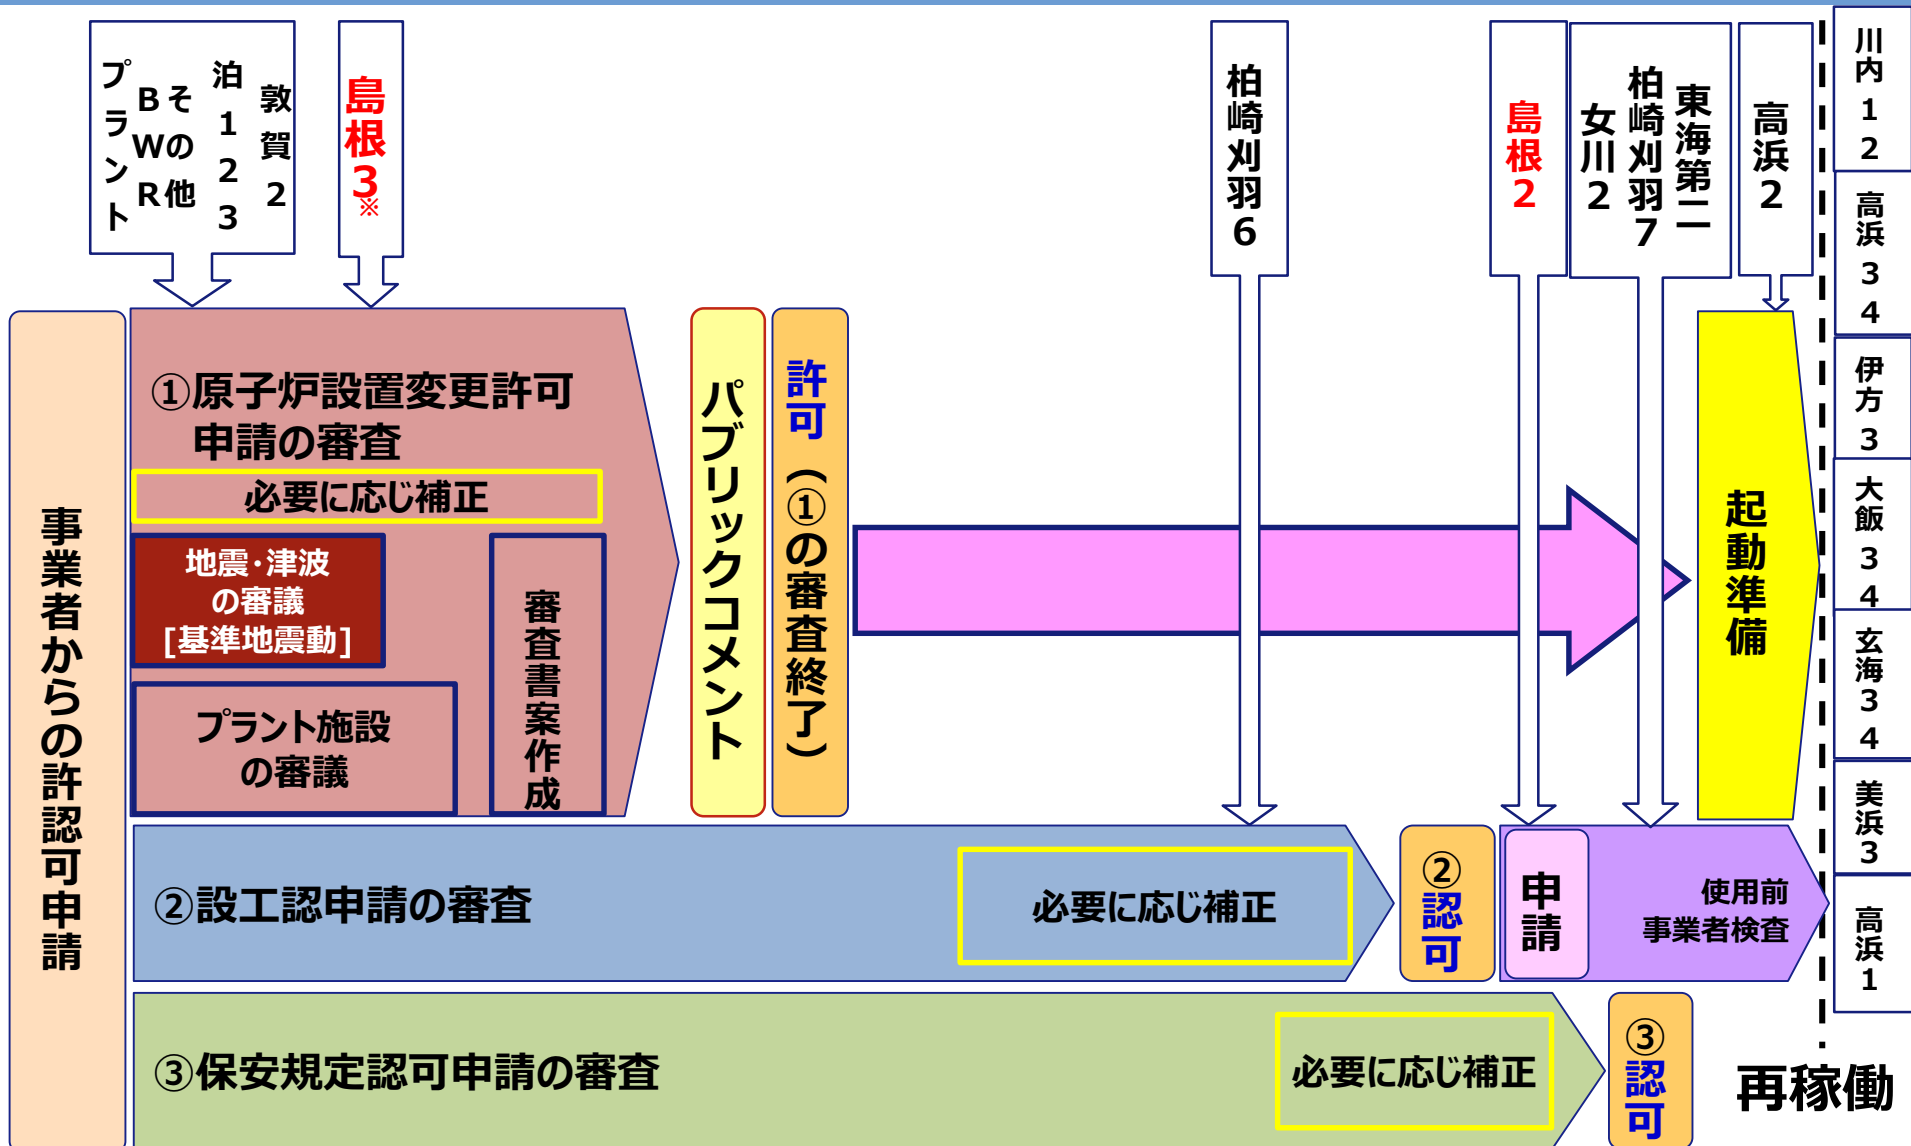 敦賀2
泊123
その他
BWR
プラント
島根3※
柏崎刈羽6
島根2
東海第二
柏崎刈羽7
女川2
高浜2
川内12
高浜34
伊方3
大飯34
玄海34
美浜3
高浜1
事業者からの許認可申請
①原子炉設置変更許可
申請の審査
必要に応じ補正
地震・津波
の審議
[基準地震動]
プラント施設
の審議
審査書案作成
パブリックコメント
許可（①の審査終了）
起動準備
②設工認申請の審査
必要に応じ補正
②認可
申請
使用前
事業者検査
③保安規定認可申請の審査
必要に応じ補正
③認可
再稼働